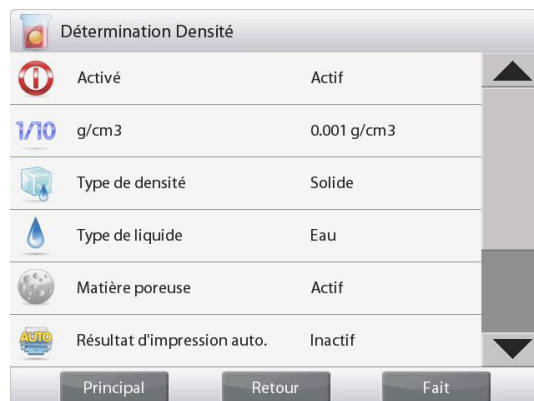 Détermination Densité
Activé Actif
1/10 g/cm3 0.001 g/cm3
Type de densité Solide
Type de liquide Eau
Matière poreuse Actif
AUTO Résultat d'impression auto. Inactif
Principal Retour Fait